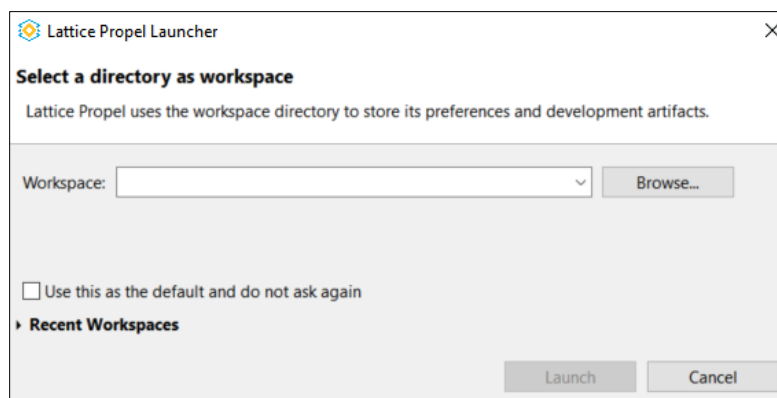 Lattice Propel Launcher
Select a directory as workspace
Lattice Propel uses the workspace directory to store its preferences and development artifacts.
Workspace: Browse...
Use this as the default and do not ask again
Recent Workspaces
Launch Cancel